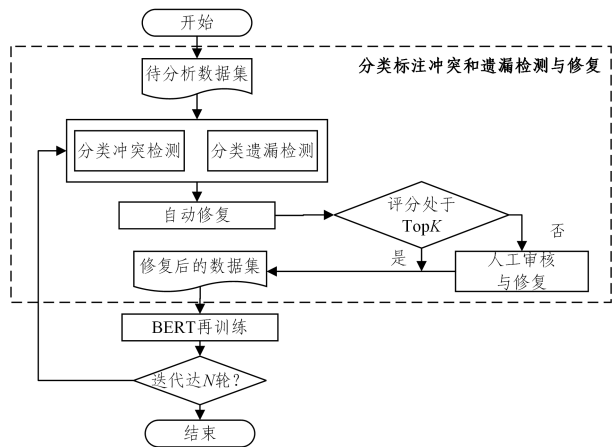 开始
待分析数据集
分类标注冲突和遗漏检测与修复
分类冲突检测
分类遗漏检测
自动修复
评分处于
TopK
否
是
人工审核
与修复
修复后的数据集
BERT再训练
迭代达N轮?
结束